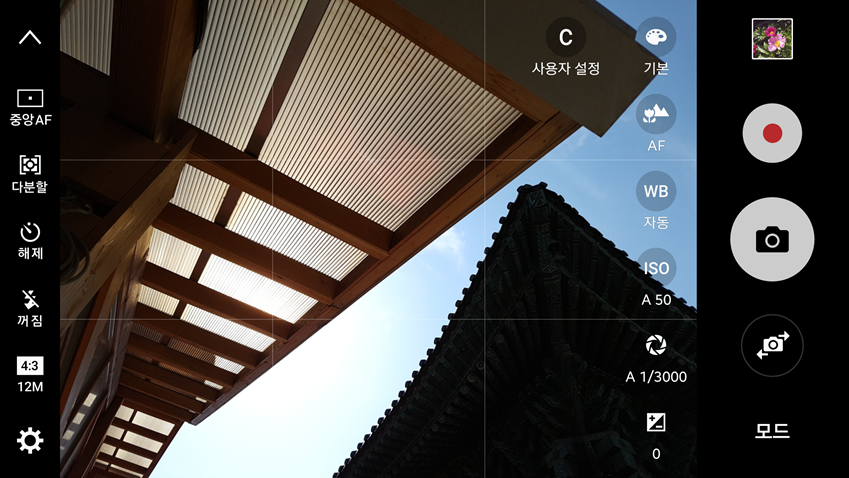 중앙AF
다분할
해제
꺼짐
4:3
12M
C
사용자 설정
기본
AF
WB
자동
ISO
A 50
A 1/3000
0
모드